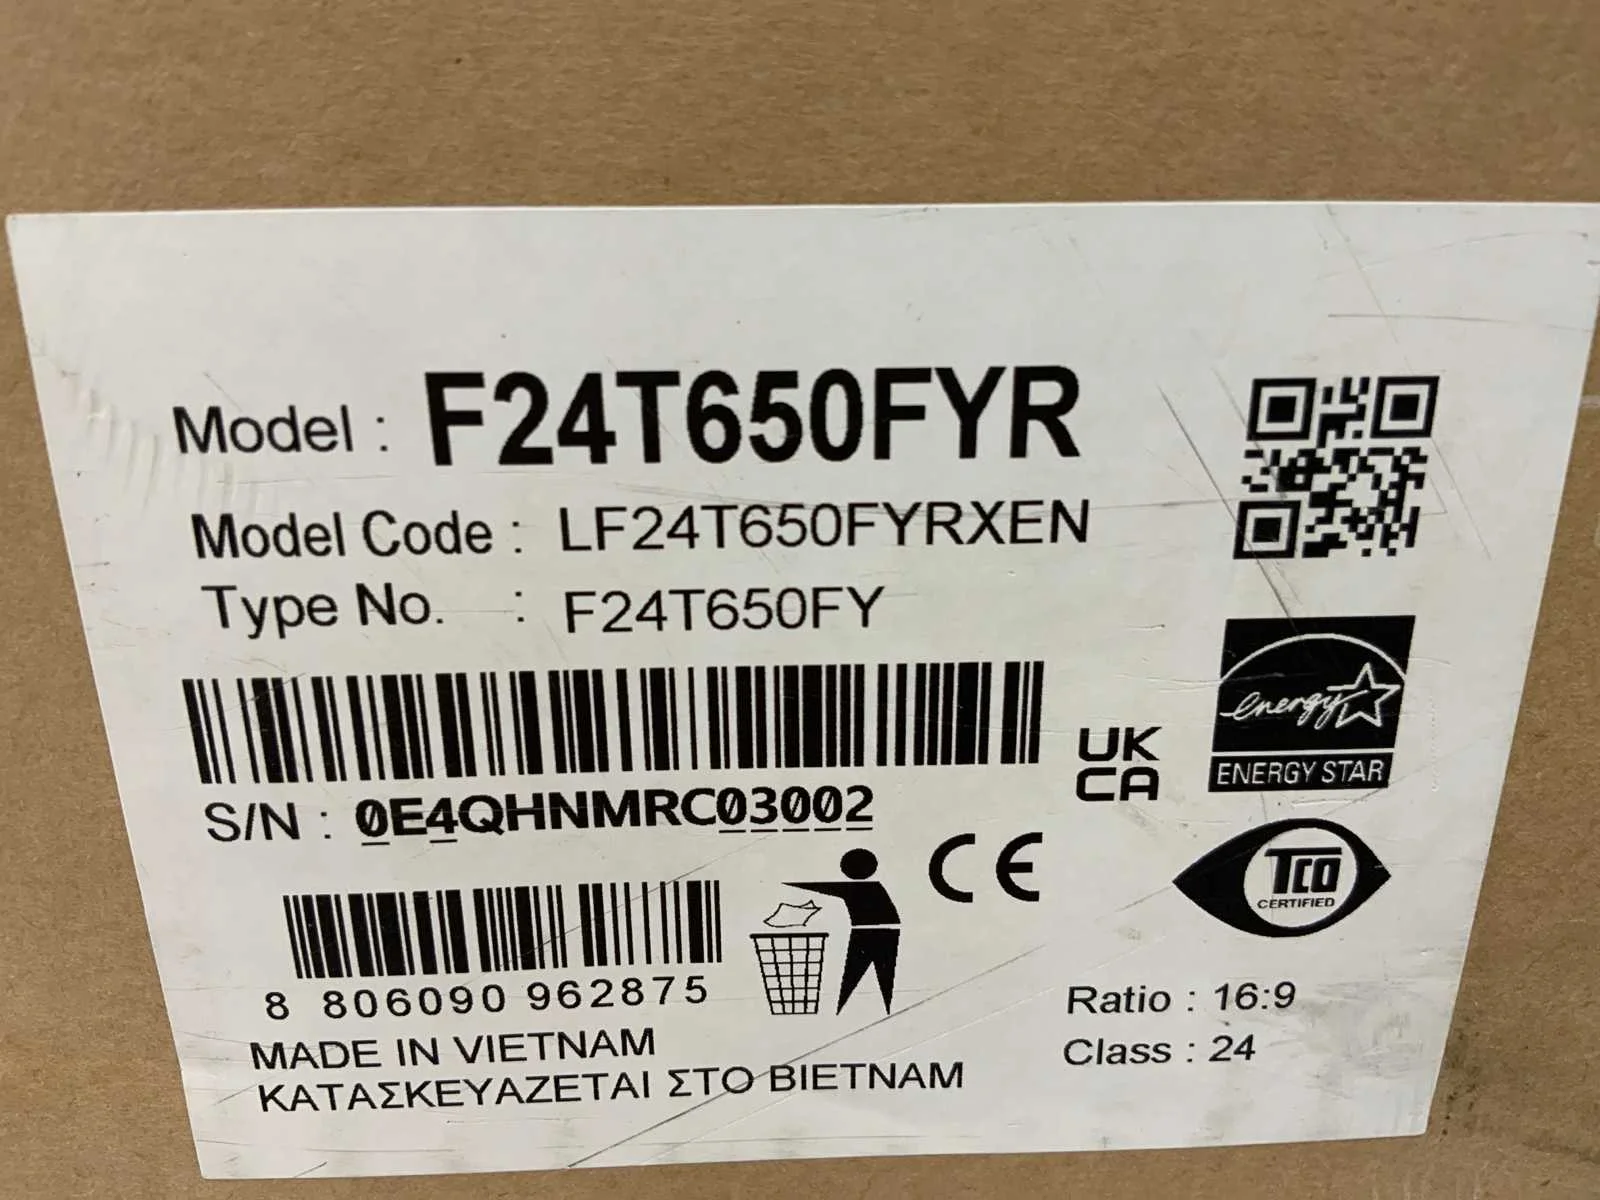 Model : F24T650FYR
Model Code : LF24T650FYRXEN
Type No. : F24T650FY
energy
ENERGY STAR
UK
CA
S/N : 0E4QHNMRC03002
CE
TCO
CERTIFIED
8 806090 962875
Ratio : 16:9
Class : 24
MADE IN VIETNAM
ΚΑΤΑΣΚΕΥΑΖΕΤΑΙ ΣΤΟ ΒΙΕΤΝΑΜ